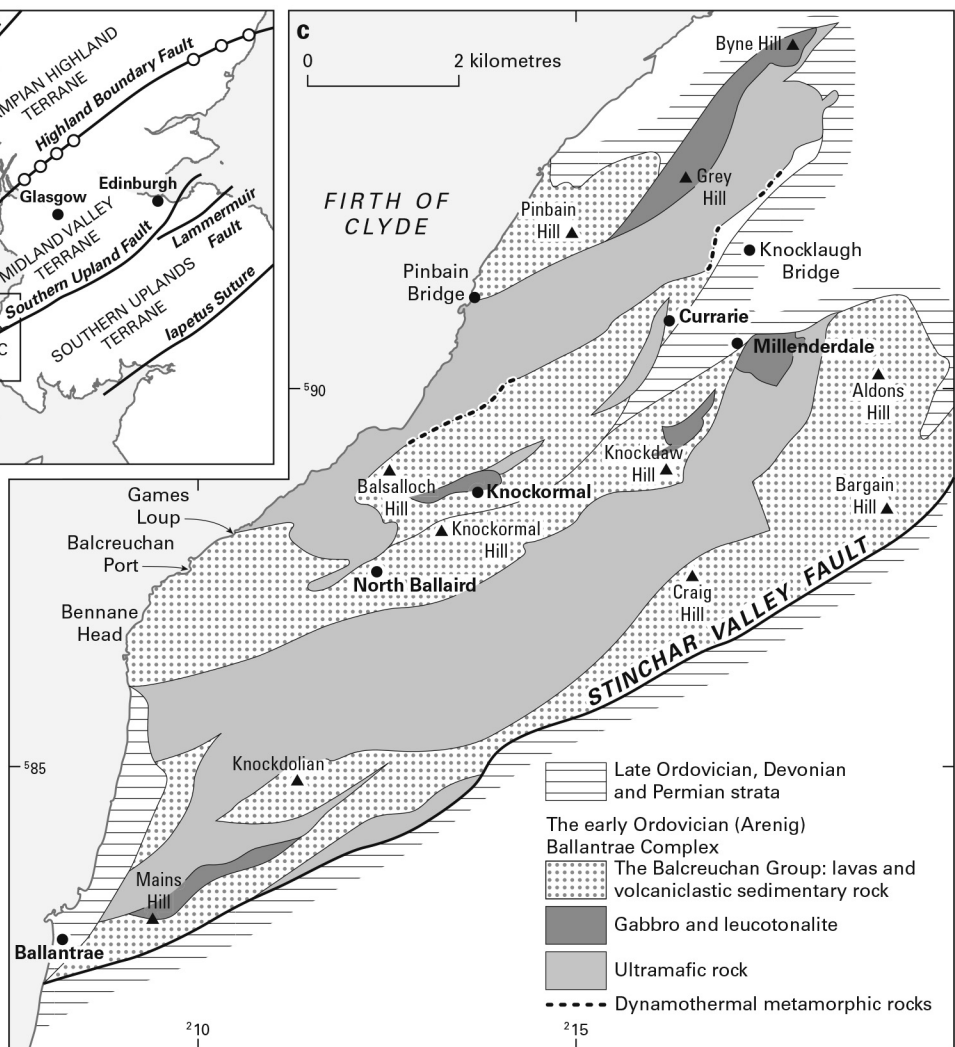 MPIAN HIGHLAND
TERRANE
Highland Boundary Fault
Glasgow
Edinburgh
MIDLAND VALLEY
TERRANE
Southern Upland Fault
Lammermuir
Fault
SOUTHERN UPLANDS
TERRANE
Iapetus Suture
C
c
0
2 kilometres
Byne Hill
FIRTH OF
CLYDE
Grey
Hill
Pinbain
Hill
Pinbain
Bridge
Knocklaugh
Bridge
Currarie
Millenderdale
⁵90
Aldons
Hill
Knockdaw
Hill
Balsalloch
Hill
Knockormal
Bargain
Hill
Games
Loup
Knockormal
Hill
Balcreuchan
Port
North Ballaird
Craig
Hill
Bennane
Head
STINCHAR VALLEY FAULT
⁵85
Knockdolian
Mains
Hill
Ballantrae
Late Ordovician, Devonian
and Permian strata
The early Ordovician (Arenig)
Ballantrae Complex
The Balcreuchan Group: lavas and
volcaniclastic sedimentary rock
Gabbro and leucotonalite
Ultramafic rock
Dynamothermal metamorphic rocks
²10
²15